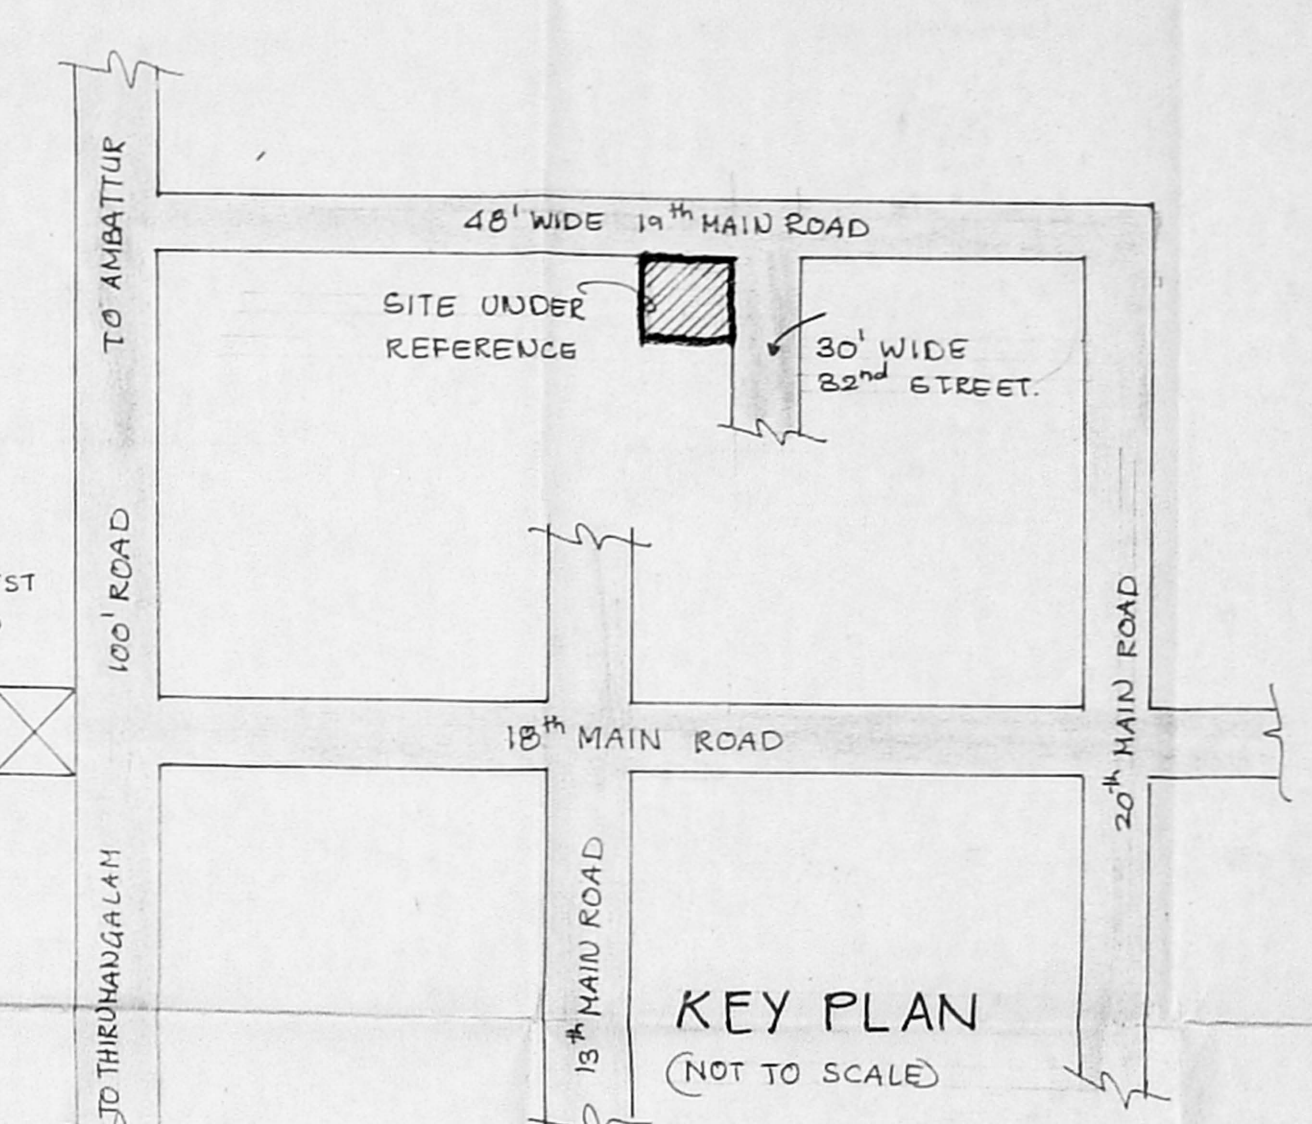 TO AMBATTUR
48' WIDE 19th MAIN ROAD
SITE UNDER
REFERENCE
30' WIDE
32nd STREET.
100' ROAD
ST
20th MAIN ROAD
18th MAIN ROAD
13th MAIN ROAD
TO THIRUMANGALAM
KEY PLAN
(NOT TO SCALE)